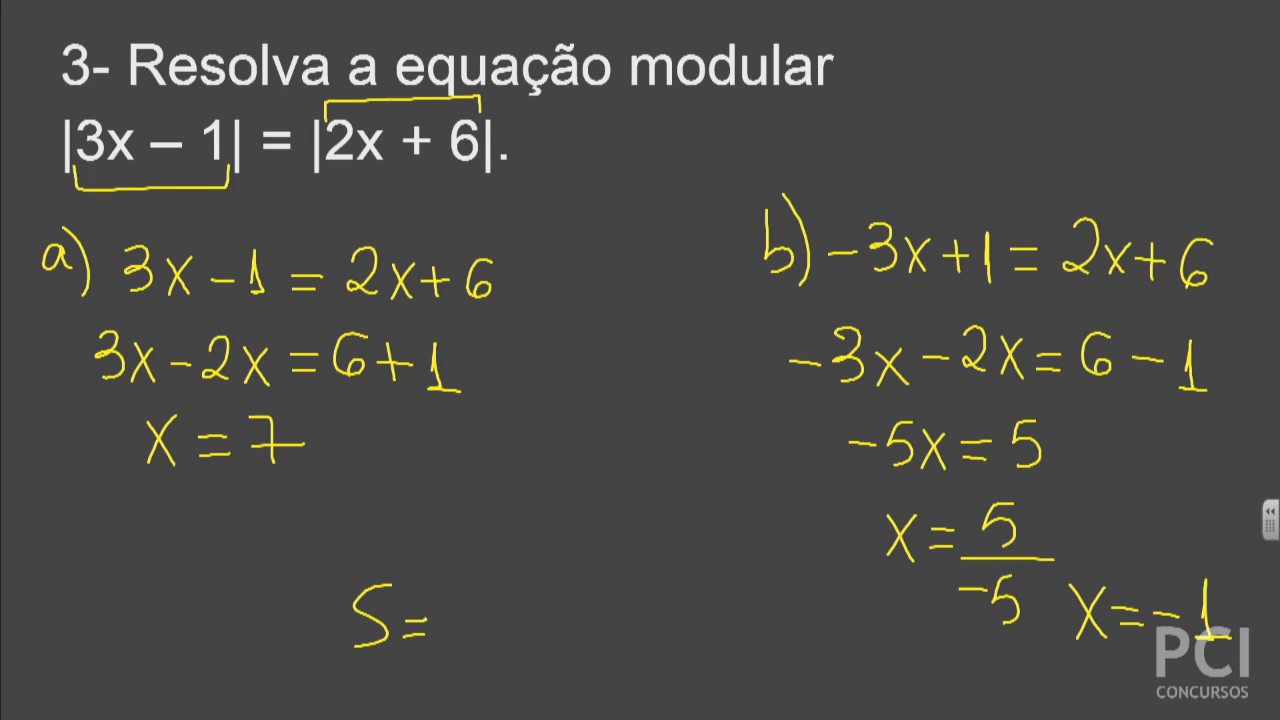 3- Resolva a equação modular
|3x – 1| = |2x + 6|.
a) 3x - 1 = 2x + 6
3x - 2x = 6 + 1
x = 7
b) -3x + 1 = 2x + 6
-3x - 2x = 6 - 1
-5x = 5
x = 5
-5
x = -1
S =
PCI
CONCURSOS